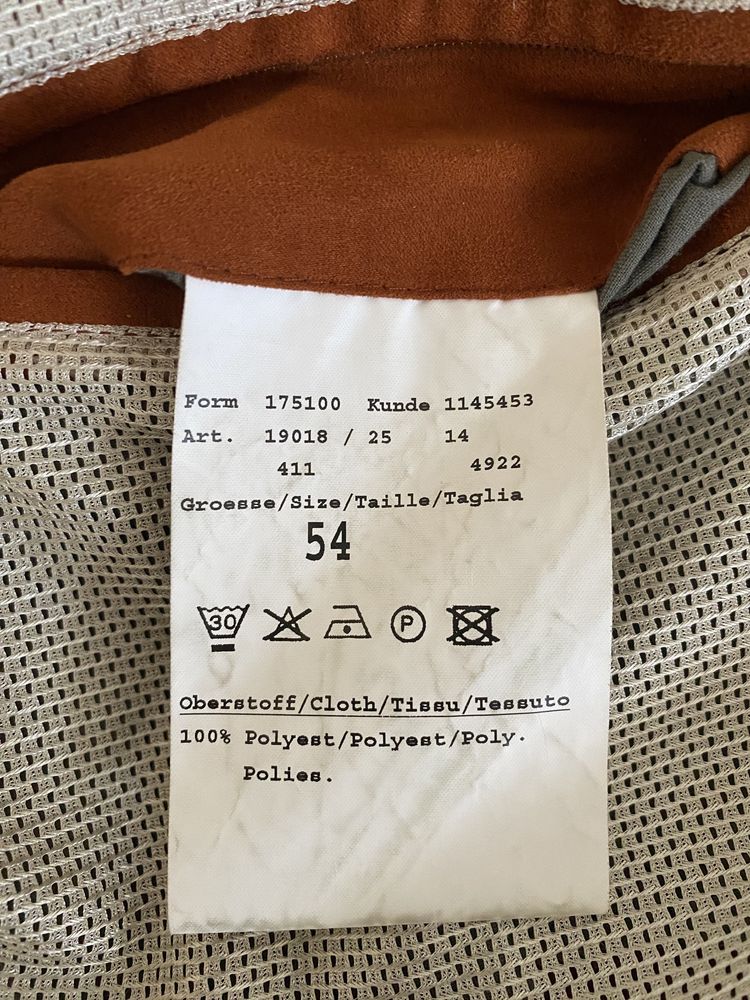 Form 175100 Kunde 1145453
Art. 19018 / 25 14
411 4922
Groesse/Size/Taille/Taglia
54
30 P
Oberstoff/Cloth/Tissu/Tessuto
100% Polyest/Polyest/Poly.
Polies.